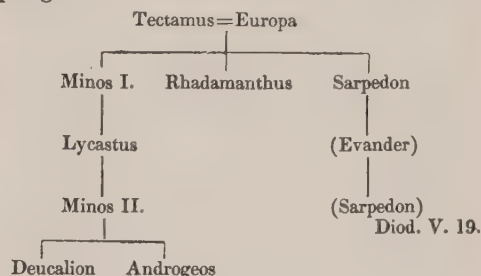 Tectamus=Europa
Minos I. Rhadamanthus Sarpedon
Lycastus (Evander)
Minos II. (Sarpedon)
Diod. V. 19.
Deucalion Androgeos